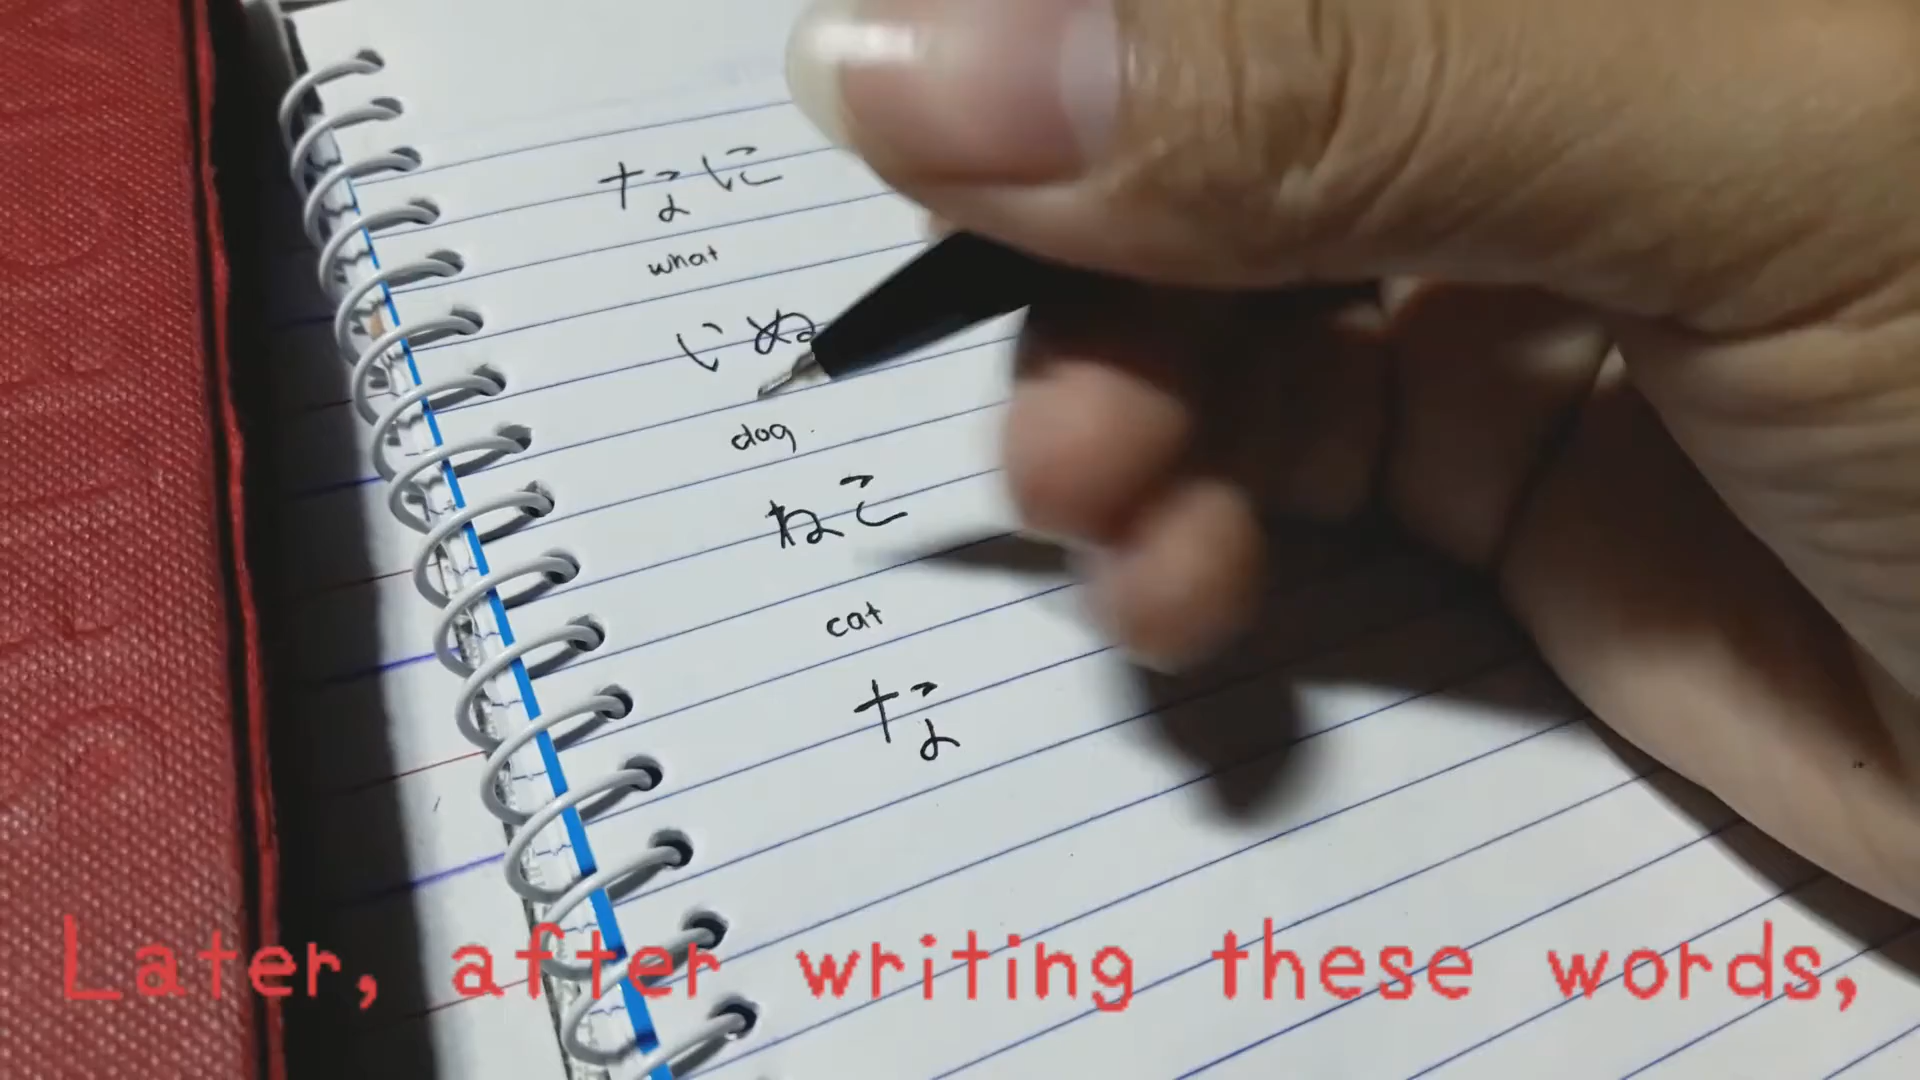 なに
what
いぬ
dog
ねこ
cat
な
Later, after writing these words,